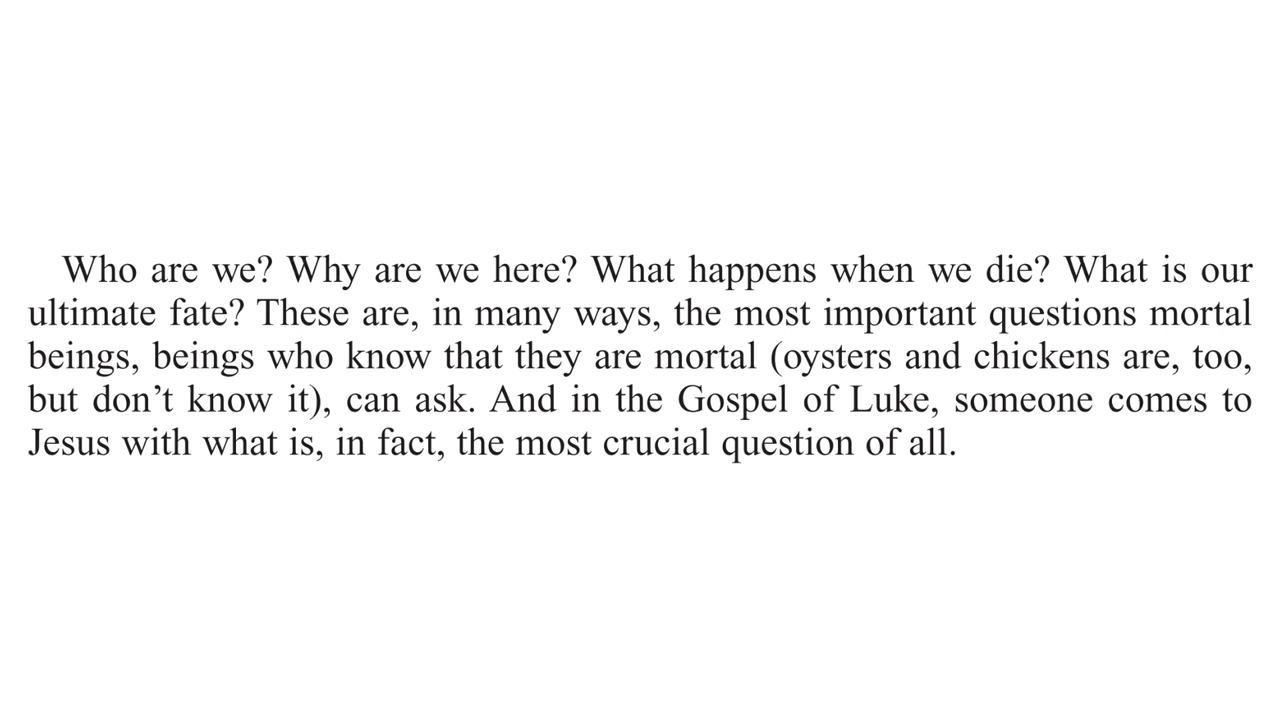 Who are we? Why are we here? What happens when we die? What is our
ultimate fate? These are, in many ways, the most important questions mortal
beings, beings who know that they are mortal (oysters and chickens are, too,
but don’t know it), can ask. And in the Gospel of Luke, someone comes to
Jesus with what is, in fact, the most crucial question of all.